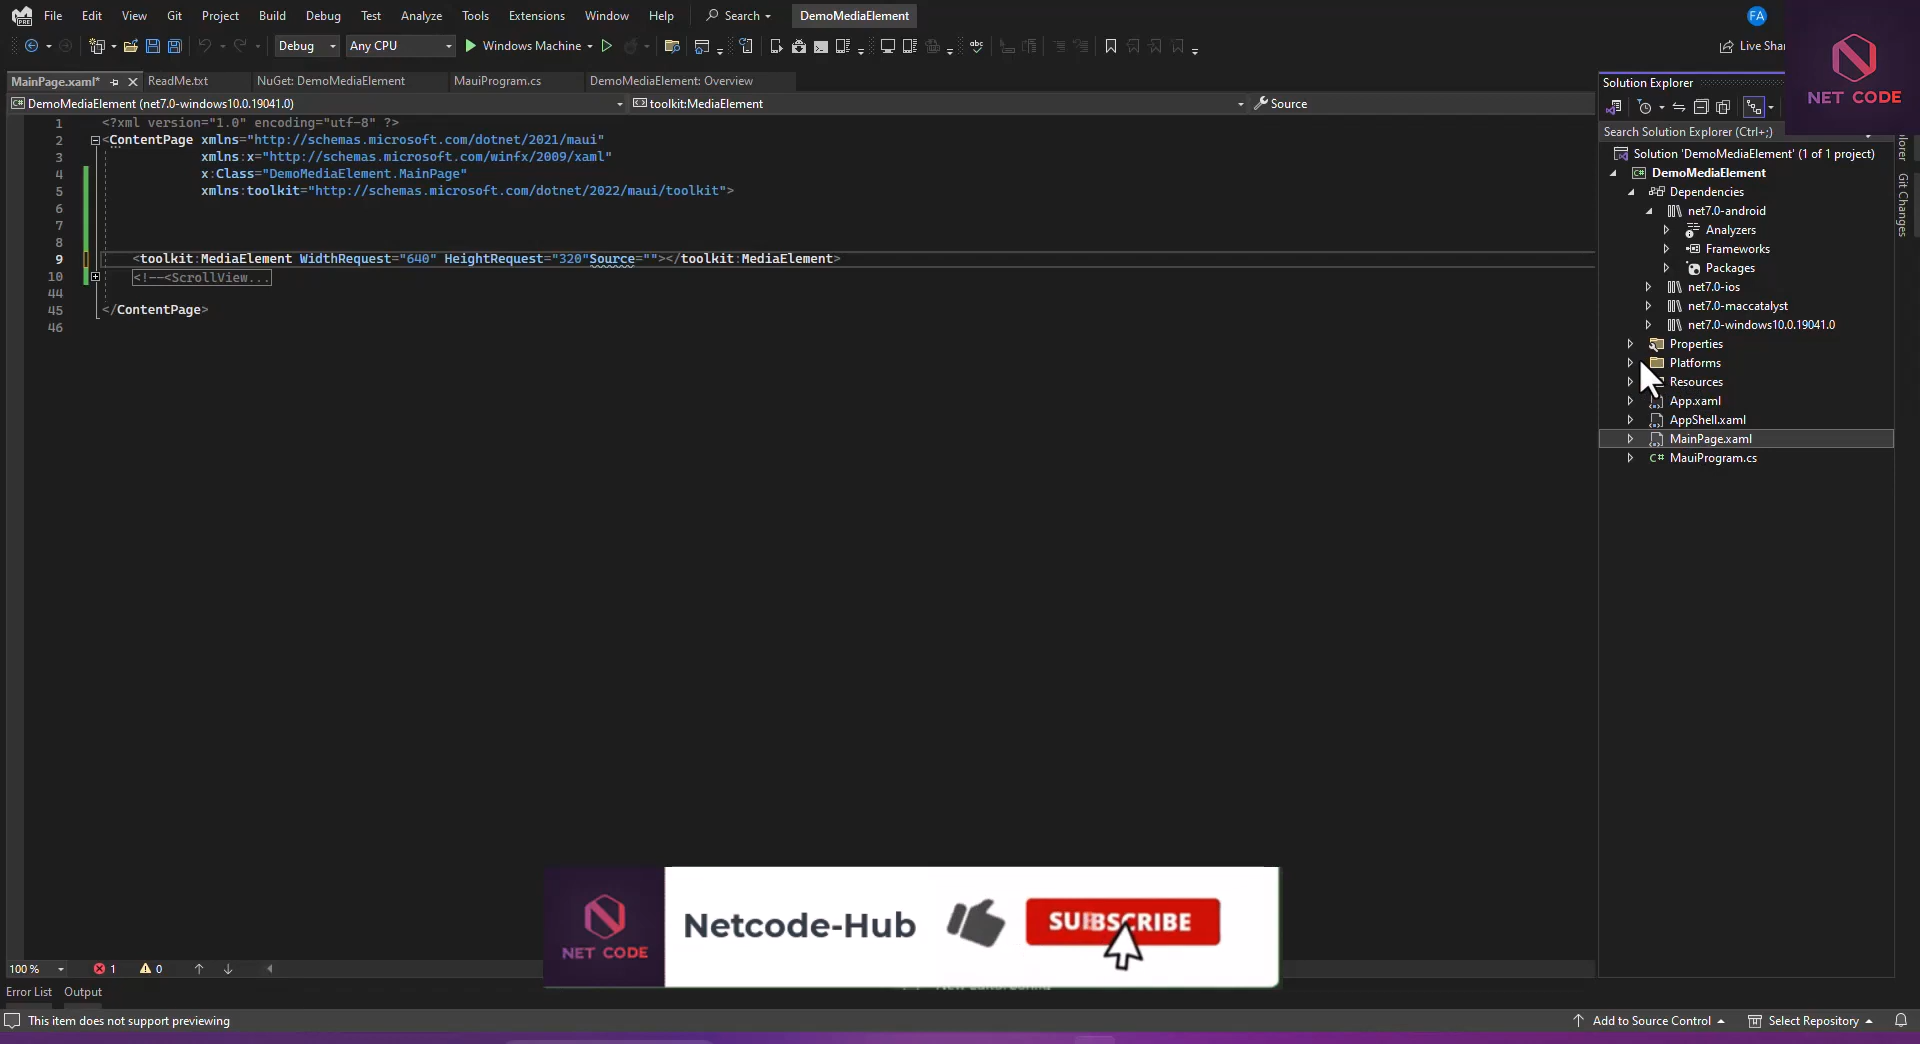 File Edit View Git Project Build Debug Test Analyze Tools Extensions Window Help Search DemoMediaElement FA
Debug Any CPU Windows Machine Live Shar
NET CODE
MainPage.xaml* ReadMe.txt NuGet: DemoMediaElement MauiProgram.cs DemoMediaElement: Overview
DemoMediaElement (net7.0-windows10.0.19041.0) toolkit:MediaElement Source
1 <?xml version="1.0" encoding="utf-8" ?>
2 <ContentPage xmlns="http://schemas.microsoft.com/dotnet/2021/maui"
3 xmlns:x="http://schemas.microsoft.com/winfx/2009/xaml"
4 x:Class="DemoMediaElement.MainPage"
5 xmlns:toolkit="http://schemas.microsoft.com/dotnet/2022/maui/toolkit">
6
7
8
9 <toolkit:MediaElement WidthRequest="640" HeightRequest="320"Source=""></toolkit:MediaElement>
10 <!--<ScrollView...
44
45 </ContentPage>
46
Solution Explorer
Search Solution Explorer (Ctrl+;)
Solution 'DemoMediaElement' (1 of 1 project)
DemoMediaElement
Dependencies
net7.0-android
Analyzers
Frameworks
Packages
net7.0-ios
net7.0-maccatalyst
net7.0-windows10.0.19041.0
Properties
Platforms
Resources
App.xaml
AppShell.xaml
MainPage.xaml
C# MauiProgram.cs
Git Changes
NET CODE
Netcode-Hub
SUBSCRIBE
100 % 1 0
Error List Output
This item does not support previewing
Add to Source Control Select Repository